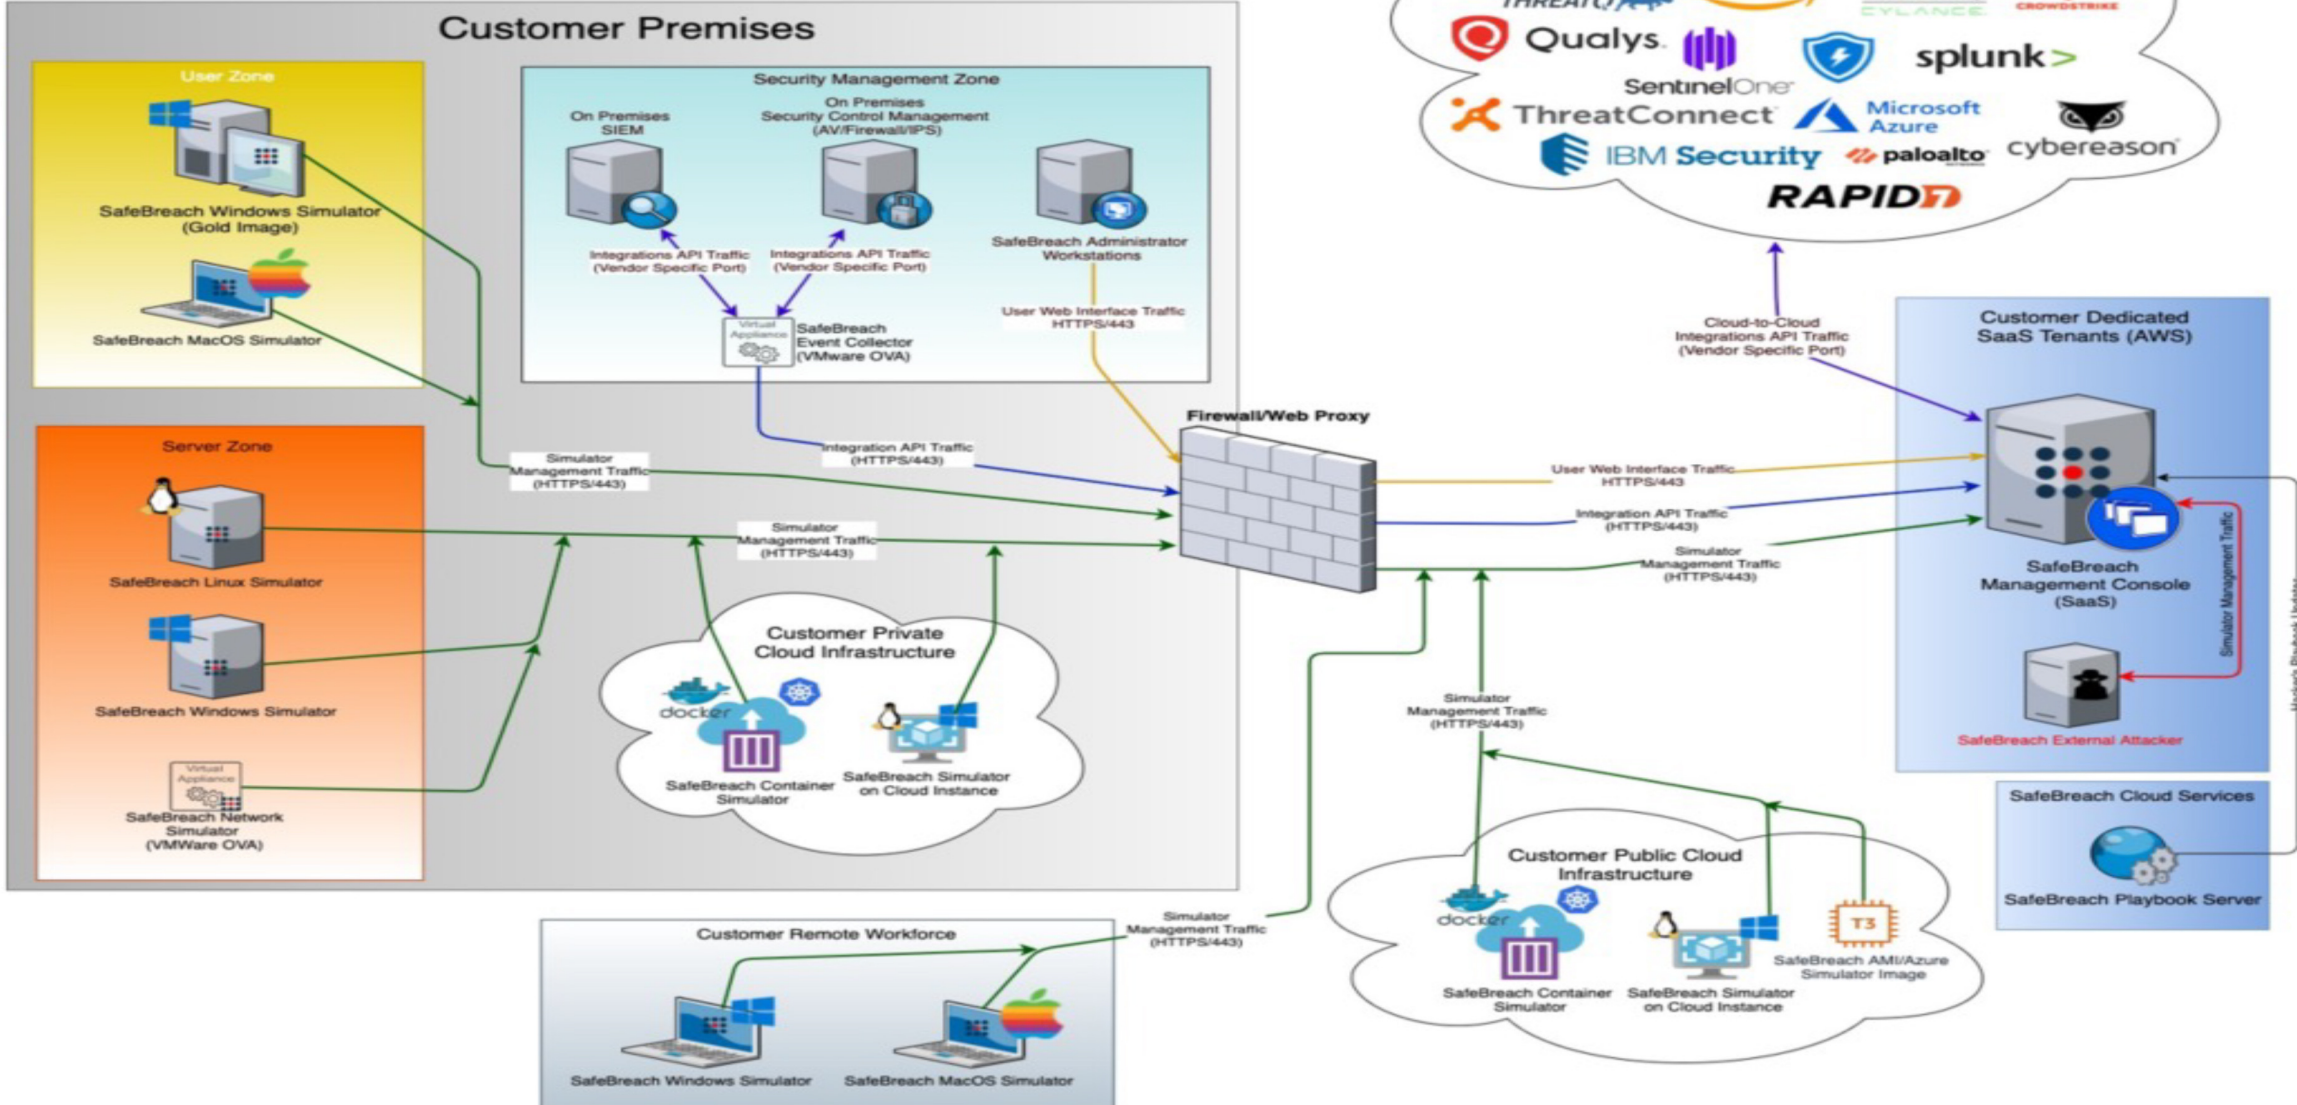 Customer Premises
User Zone
SafeBreach Windows Simulator
(Gold Image)
SafeBreach MacOS Simulator
Server Zone
SafeBreach Linux Simulator
SafeBreach Windows Simulator
Virtual
Appliance
SafeBreach Network
Simulator
(VMWare OVA)
Security Management Zone
On Premises
SIEM
On Premises
Security Control Management
(AV/Firewall/IPS)
SafeBreach Administrator
Workstations
Integrations API Traffic
(Vendor Specific Port)
Integrations API Traffic
(Vendor Specific Port)
User Web Interface Traffic
HTTPS/443
Virtual
Appliance
SafeBreach
Event Collector
(VMware OVA)
Integration API Traffic
(HTTPS/443)
Simulator
Management Traffic
(HTTPS/443)
Simulator
Management Traffic
(HTTPS/443)
Customer Private
Cloud Infrastructure
docker
SafeBreach Container
Simulator
SafeBreach Simulator
on Cloud Instance
Firewall/Web Proxy
CYLANCE
CROWDSTRIKE
Qualys.
SentinelOne
splunk>
ThreatConnect
Microsoft
Azure
cybereason
IBM Security
paloalto
RAPID7
Cloud-to-Cloud
Integrations API Traffic
(Vendor Specific Port)
User Web Interface Traffic
HTTPS/443
Integration API Traffic
(HTTPS/443)
Simulator
Management Traffic
(HTTPS/443)
Customer Dedicated
SaaS Tenants (AWS)
SafeBreach
Management Console
(SaaS)
Simulator Management Traffic
SafeBreach External Attacker
SafeBreach Cloud Services
SafeBreach Playbook Server
Simulator
Management Traffic
(HTTPS/443)
Customer Public Cloud
Infrastructure
docker
T3
SafeBreach Container
Simulator
SafeBreach Simulator
on Cloud Instance
SafeBreach AMI/Azure
Simulator Image
Simulator
Management Traffic
(HTTPS/443)
Customer Remote Workforce
SafeBreach Windows Simulator
SafeBreach MacOS Simulator